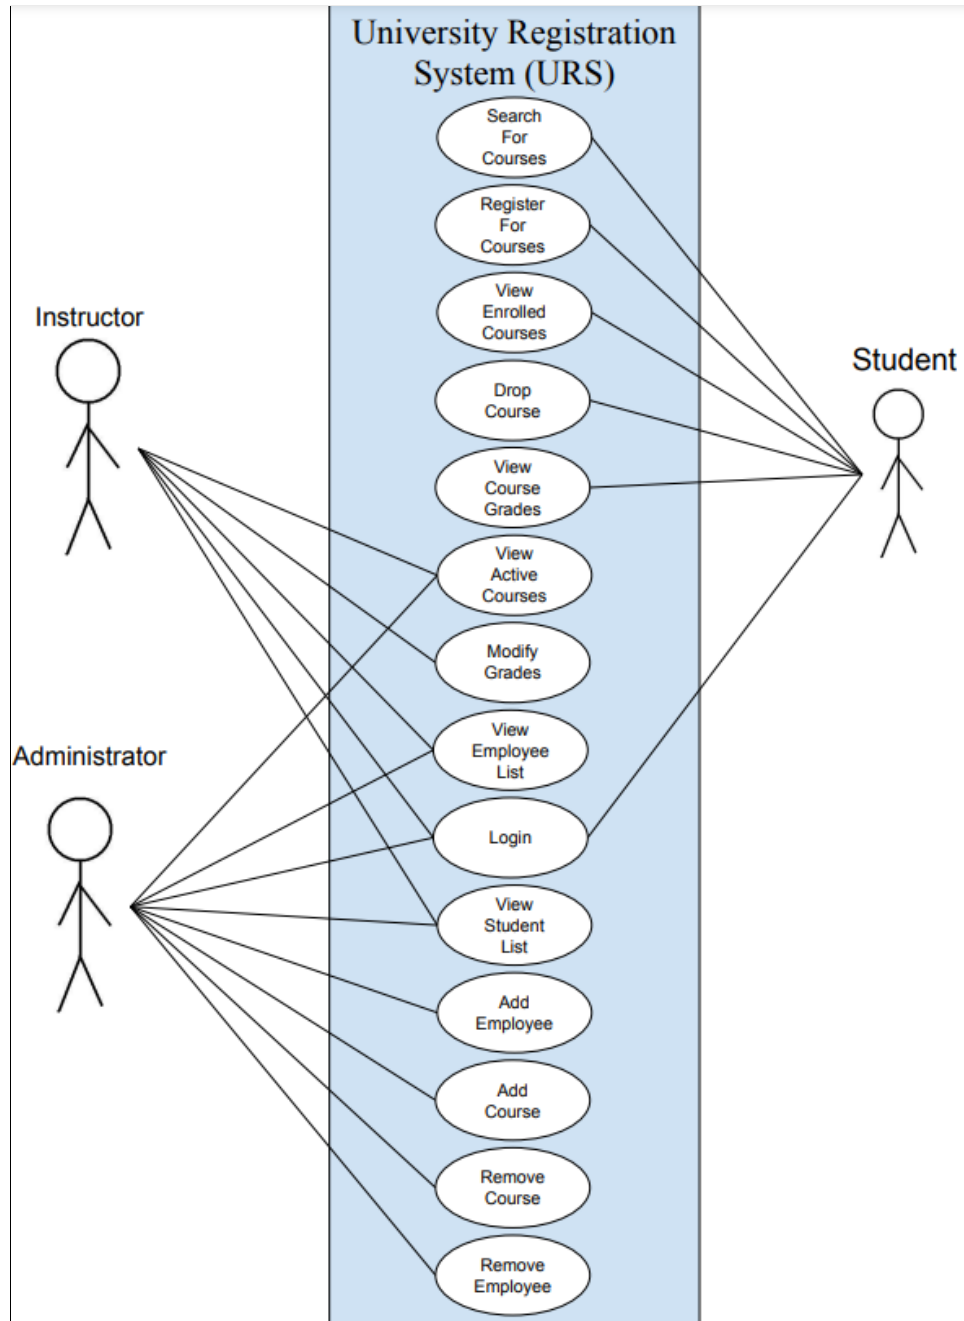 University Registration
System (URS)
Search
For
Courses
Register
For
Courses
View
Enrolled
Courses
Instructor
Student
Drop
Course
View
Course
Grades
View
Active
Courses
Modify
Grades
View
Employee
List
Administrator
Login
View
Student
List
Add
Employee
Add
Course
Remove
Course
Remove
Employee